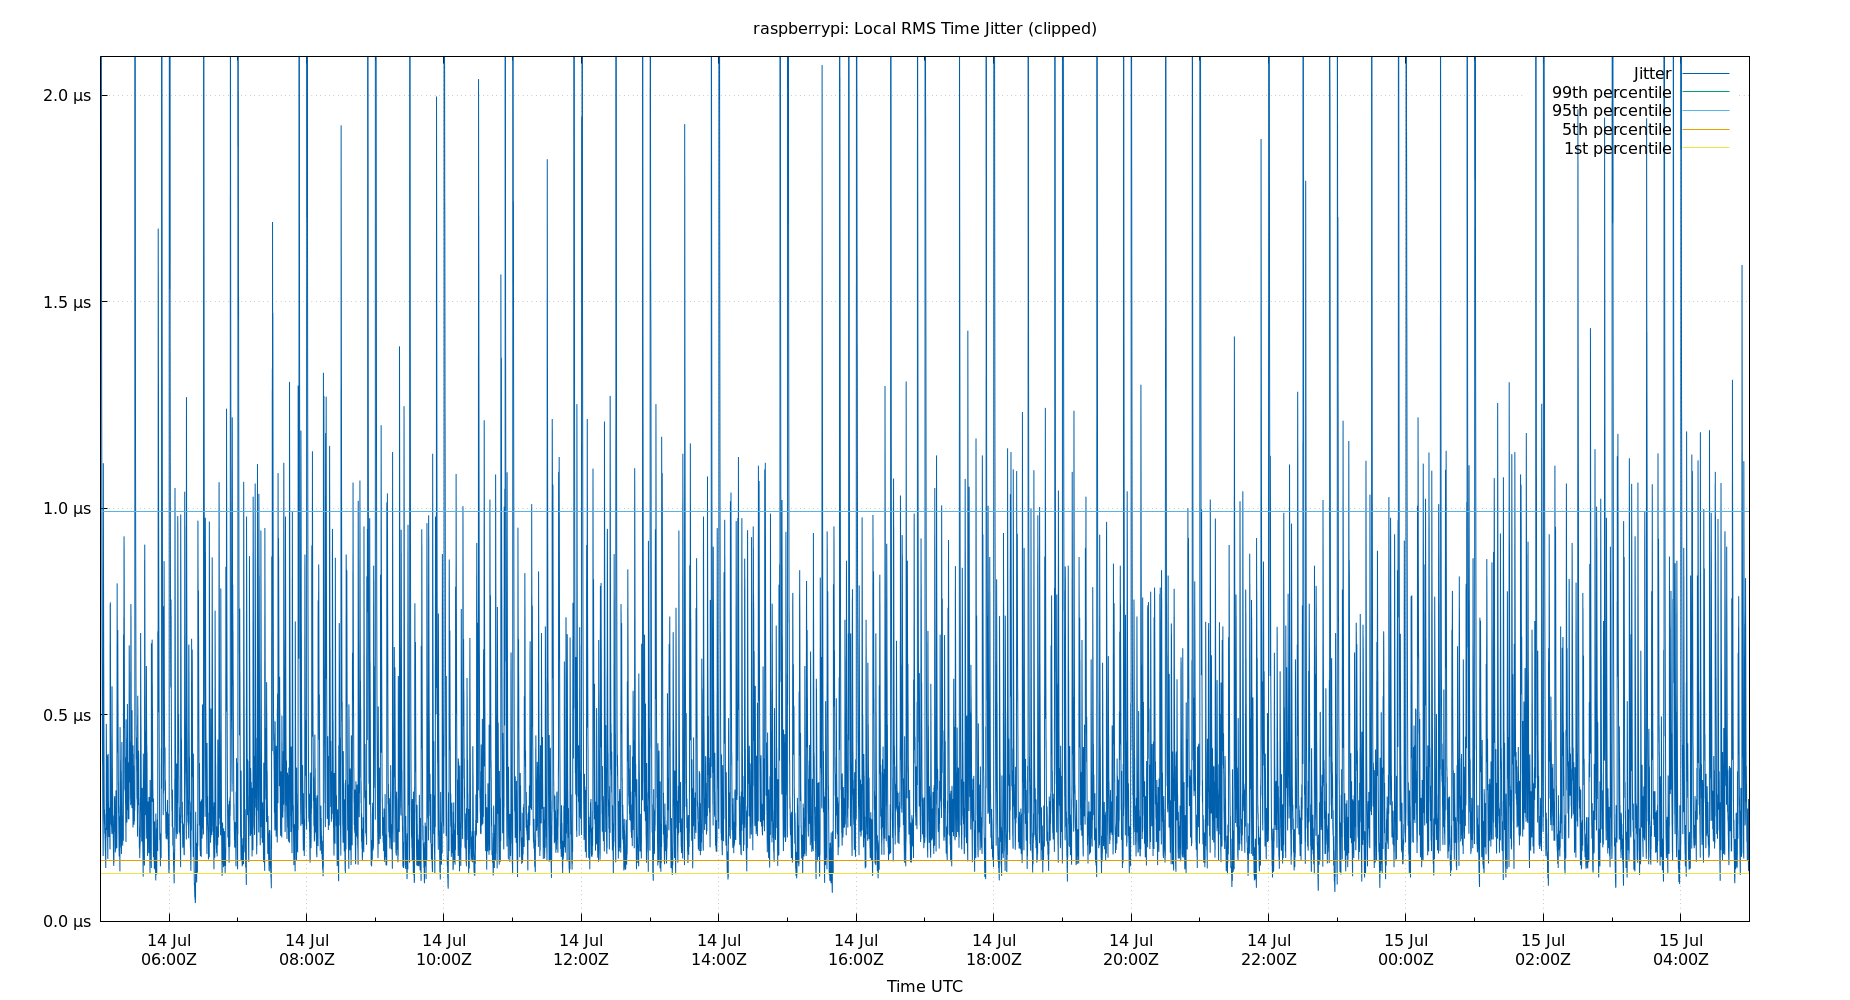 raspberrypi: Local RMS Time Jitter (clipped)
Jitter
99th percentile
95th percentile
5th percentile
1st percentile
2.0 μs
1.5 μs
1.0 μs
0.5 μs
0.0 μs
14 Jul 14 Jul 14 Jul 14 Jul 14 Jul 14 Jul 14 Jul 14 Jul 14 Jul 15 Jul 15 Jul 15 Jul
06:00Z 08:00Z 10:00Z 12:00Z 14:00Z 16:00Z 18:00Z 20:00Z 22:00Z 00:00Z 02:00Z 04:00Z
Time UTC